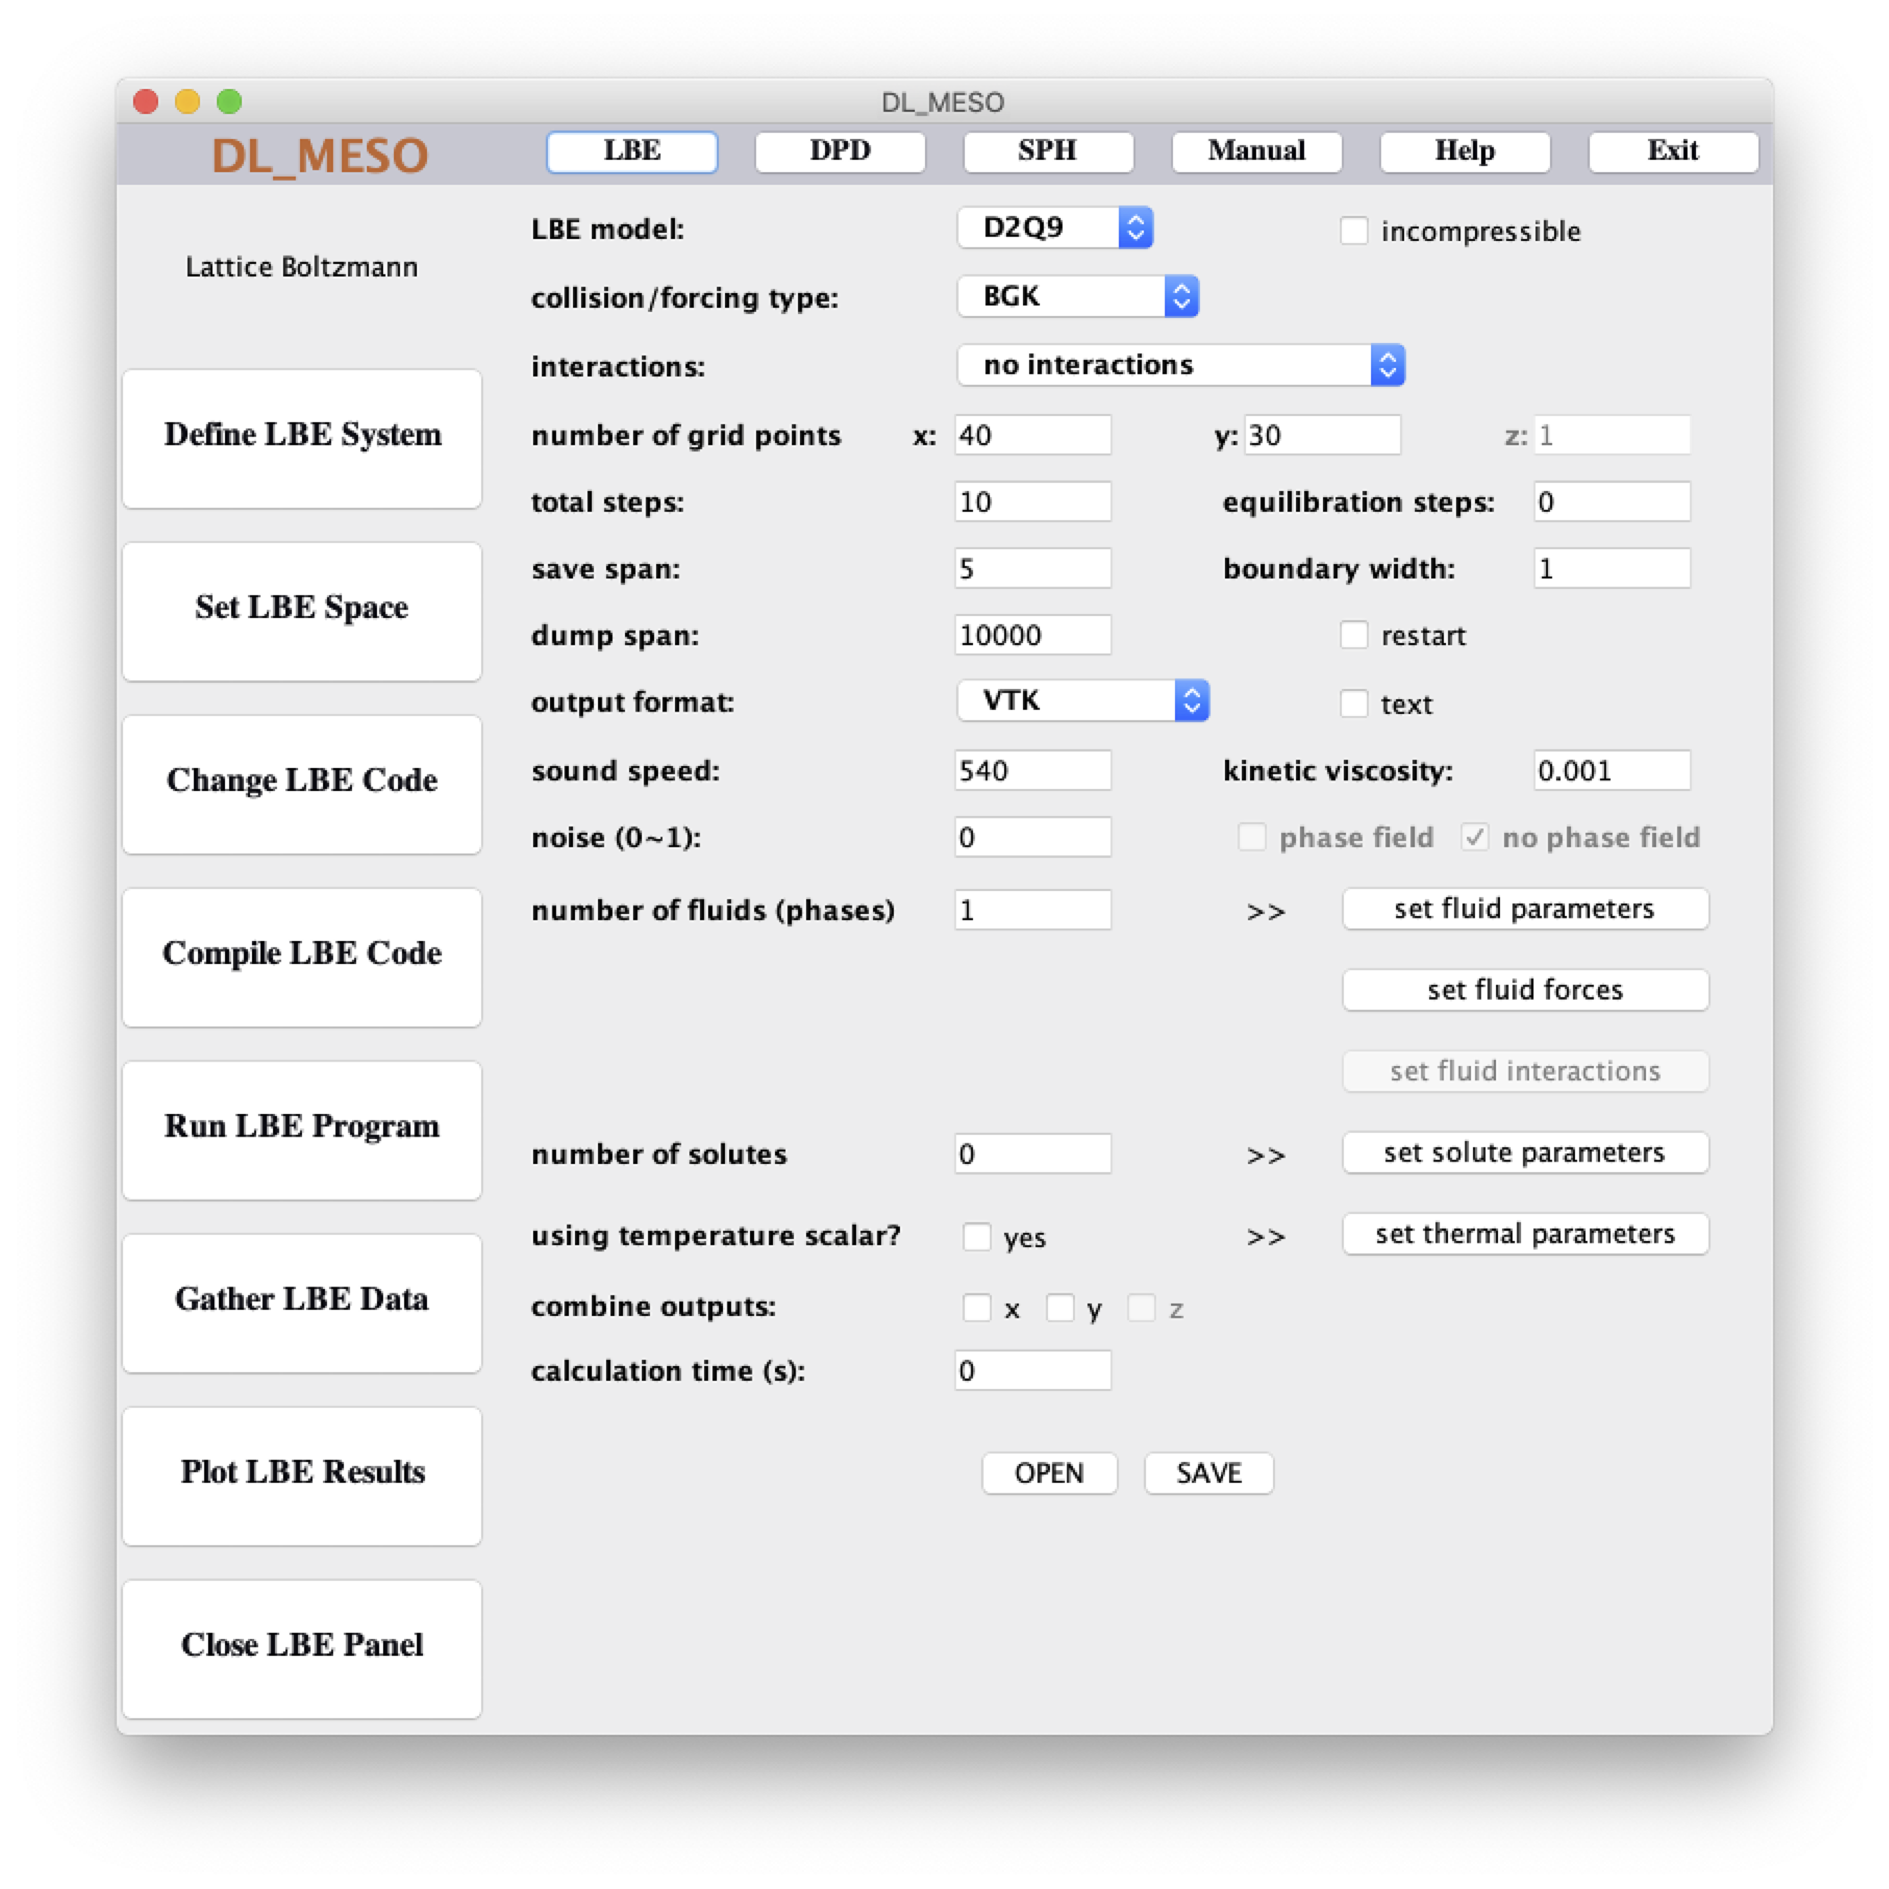 DL_MESO
DL_MESO LBE DPD SPH Manual Help Exit
Lattice Boltzmann
Define LBE System
Set LBE Space
Change LBE Code
Compile LBE Code
Run LBE Program
Gather LBE Data
Plot LBE Results
Close LBE Panel
LBE model: D2Q9 incompressible
collision/forcing type: BGK
interactions: no interactions
number of grid points x: 40 y: 30 z: 1
total steps: 10 equilibration steps: 0
save span: 5 boundary width: 1
dump span: 10000 restart
output format: VTK text
sound speed: 540 kinetic viscosity: 0.001
noise (0~1): 0 phase field no phase field
number of fluids (phases) 1 >> set fluid parameters
set fluid forces
set fluid interactions
number of solutes 0 >> set solute parameters
using temperature scalar? yes >> set thermal parameters
combine outputs: x y z
calculation time (s): 0
OPEN SAVE